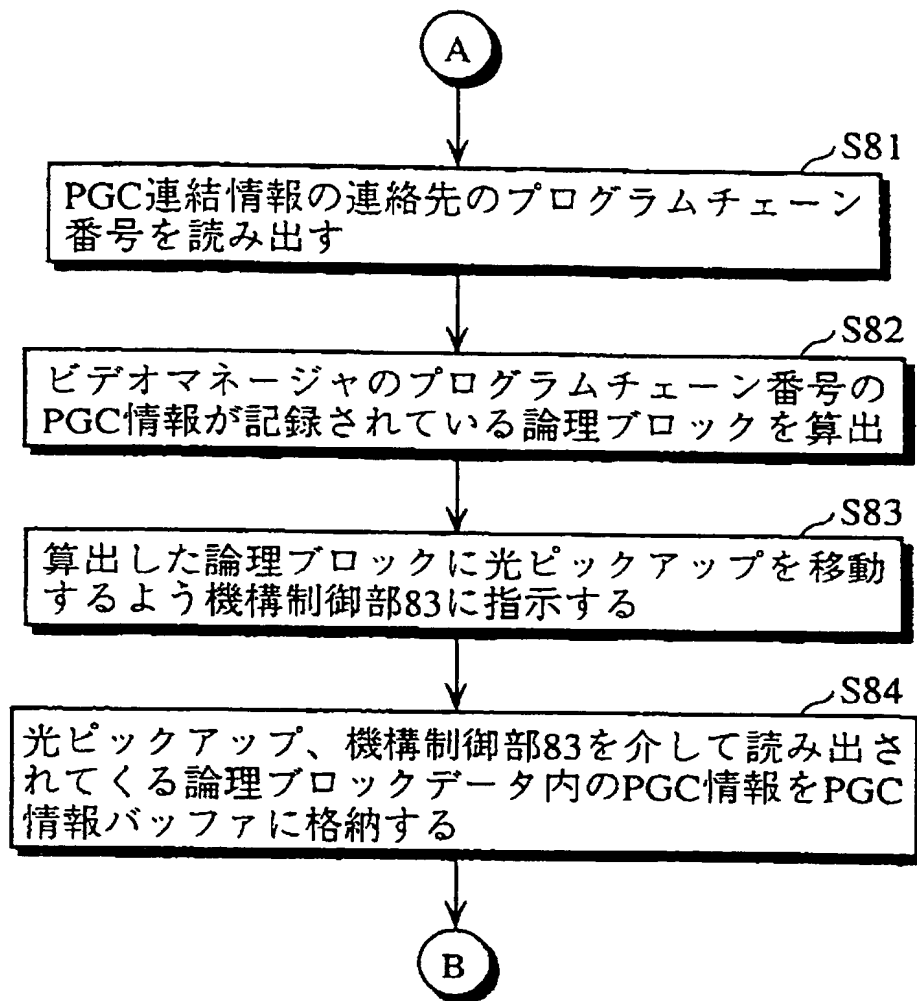 A
S81
PGC連結情報の連絡先のプログラムチェーン
番号を読み出す
S82
ビデオマネージャのプログラムチェーン番号の
PGC情報が記録されている論理ブロックを算出
S83
算出した論理ブロックに光ピックアップを移動
するよう機構制御部83に指示する
S84
光ピックアップ、機構制御部83を介して読み出さ
れてくる論理ブロックデータ内のPGC情報をPGC
情報バッファに格納する
B